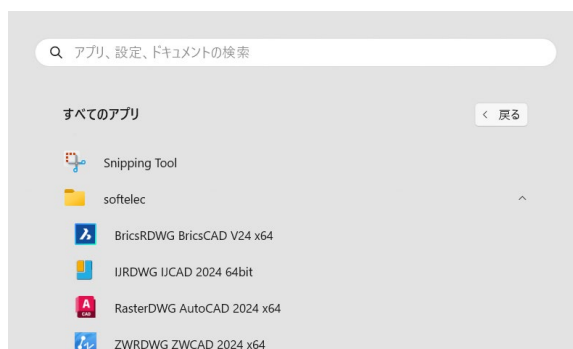 アプリ、設定、ドキュメントの検索
すべてのアプリ
戻る
Snipping Tool
softelec
BricsRDWG BricsCAD V24 x64
IJRDWG IJCAD 2024 64bit
A
CAD
RasterDWG AutoCAD 2024 x64
ZWRDWG ZWCAD 2024 x64